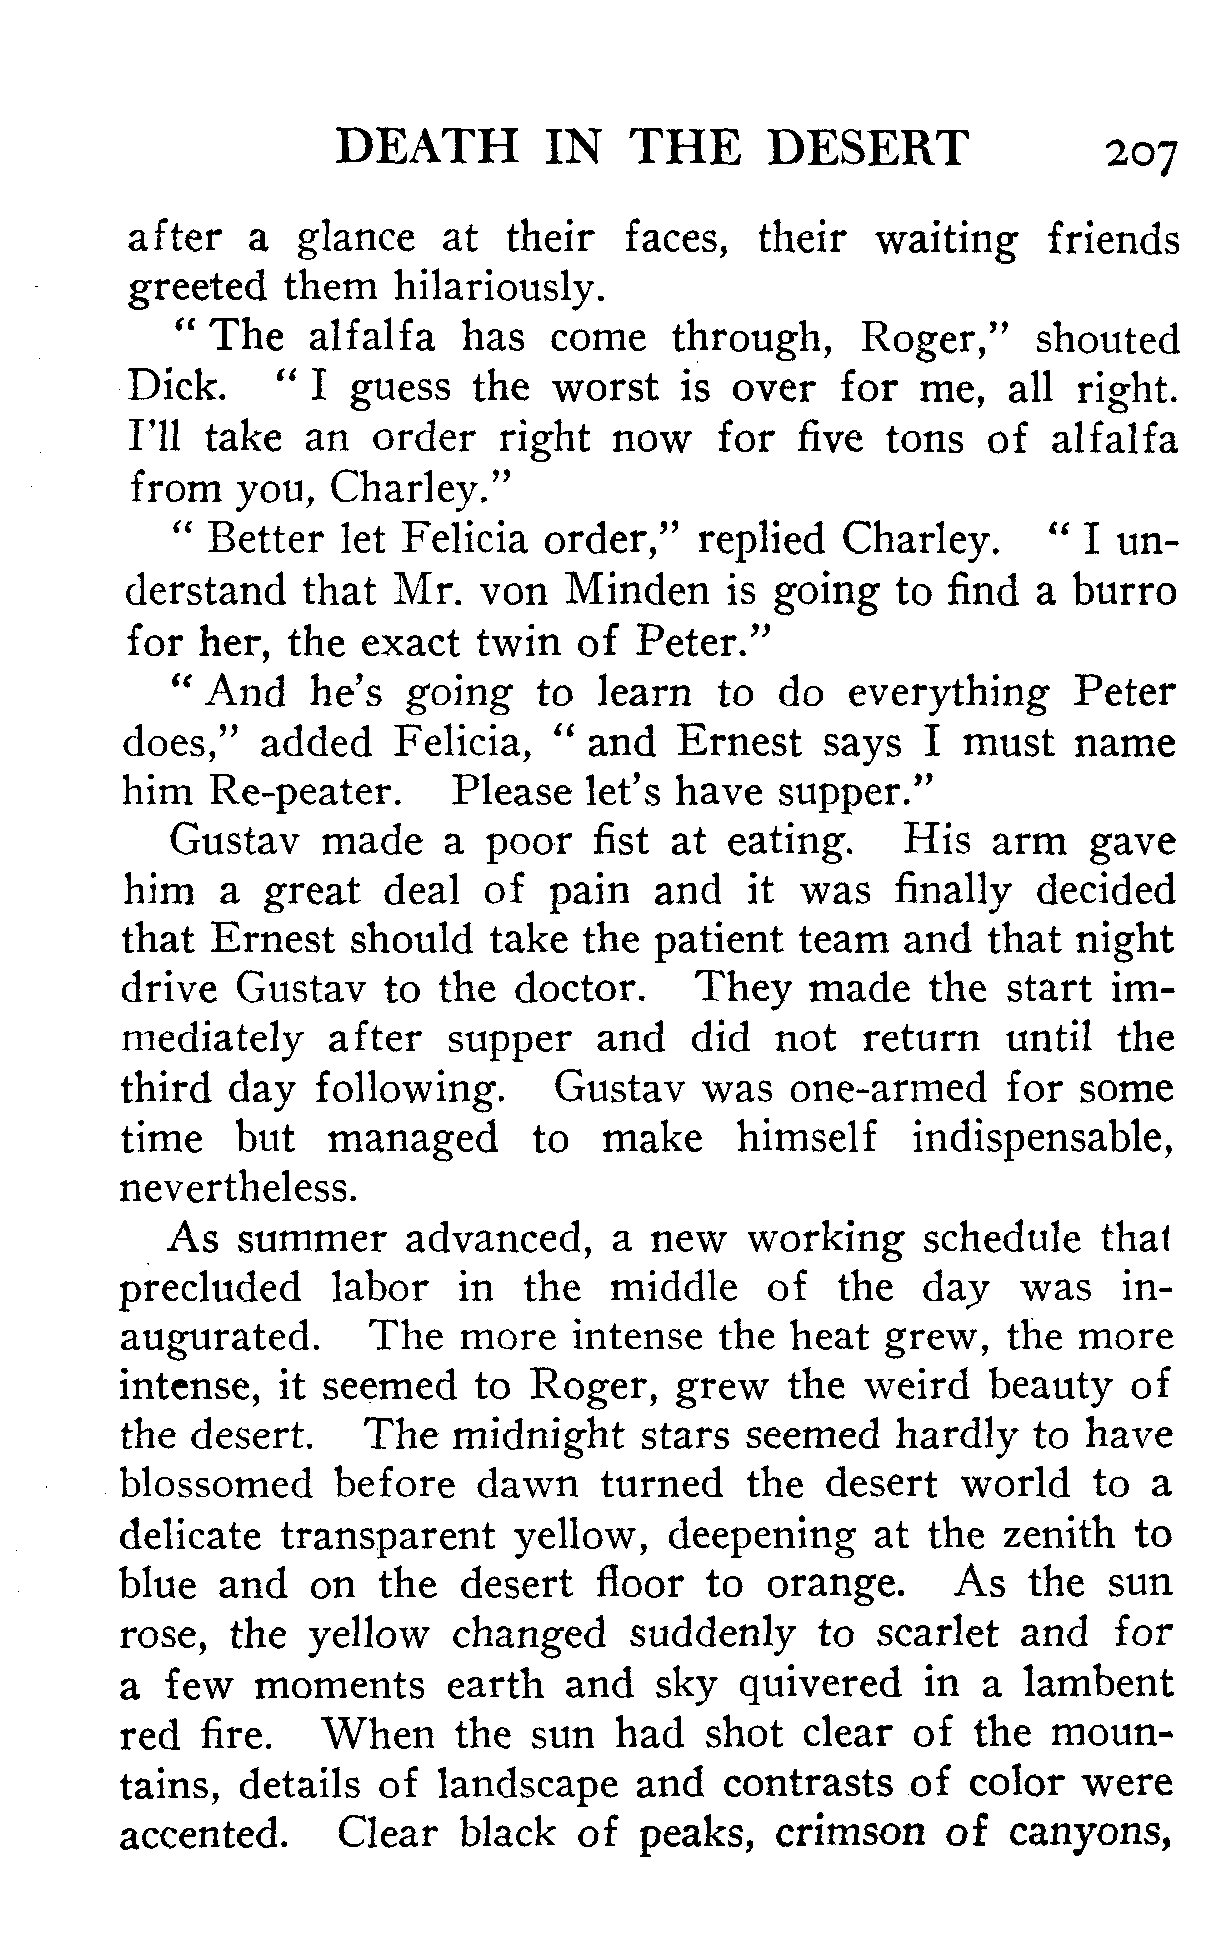 DEATH IN THE DESERT 207
after a glance at their faces, their waiting friends
greeted them hilariously.
“ The alfalfa has come through, Roger,” shouted
Dick. “ I guess the worst is over for me, all right.
I’ll take an order right now for five tons of alfalfa
from you, Charley.”
“ Better let Felicia order,” replied Charley. “ I un-
derstand that Mr. von Minden is going to find a burro
for her, the exact twin of Peter.”
“ And he’s going to learn to do everything Peter
does,” added Felicia, “ and Ernest says I must name
him Re-peater. Please let’s have supper.”
Gustav made a poor fist at eating. His arm gave
him a great deal of pain and it was finally decided
that Ernest should take the patient team and that night
drive Gustav to the doctor. They made the start im-
mediately after supper and did not return until the
third day following. Gustav was one-armed for some
time but managed to make himself indispensable,
nevertheless.
As summer advanced, a new working schedule that
precluded labor in the middle of the day was in-
augurated. The more intense the heat grew, the more
intense, it seemed to Roger, grew the weird beauty of
the desert. The midnight stars seemed hardly to have
blossomed before dawn turned the desert world to a
delicate transparent yellow, deepening at the zenith to
blue and on the desert floor to orange. As the sun
rose, the yellow changed suddenly to scarlet and for
a few moments earth and sky quivered in a lambent
red fire. When the sun had shot clear of the moun-
tains, details of landscape and contrasts of color were
accented. Clear black of peaks, crimson of canyons,